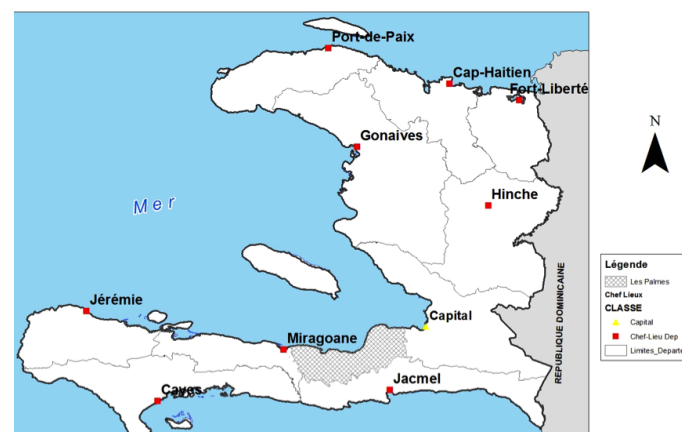 Port-de-Paix
Cap-Haitien
Fort-Liberté
Gonaives
Hinche
Mer
Jérémie
Capital
Miragoane
Jacmel
Cayes
REPUBLIQUE DOMINICAINE
N
Légende
Les Palmes
Chef Lieux
CLASSE
Capital
Chef-Lieu Dep
Limites_Departe